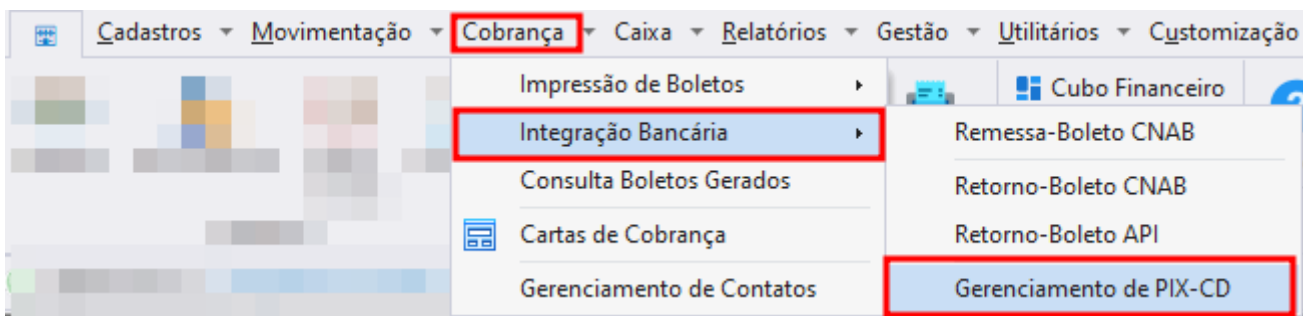 Cadastros Movimentação Cobrança Caixa Relatórios Gestão Utilitários Customização
Impressão de Boletos
Cubo Financeiro
Integração Bancária
Remessa-Boleto CNAB
Consulta Boletos Gerados
Retorno-Boleto CNAB
Cartas de Cobrança
Retorno-Boleto API
Gerenciamento de Contatos
Gerenciamento de PIX-CD